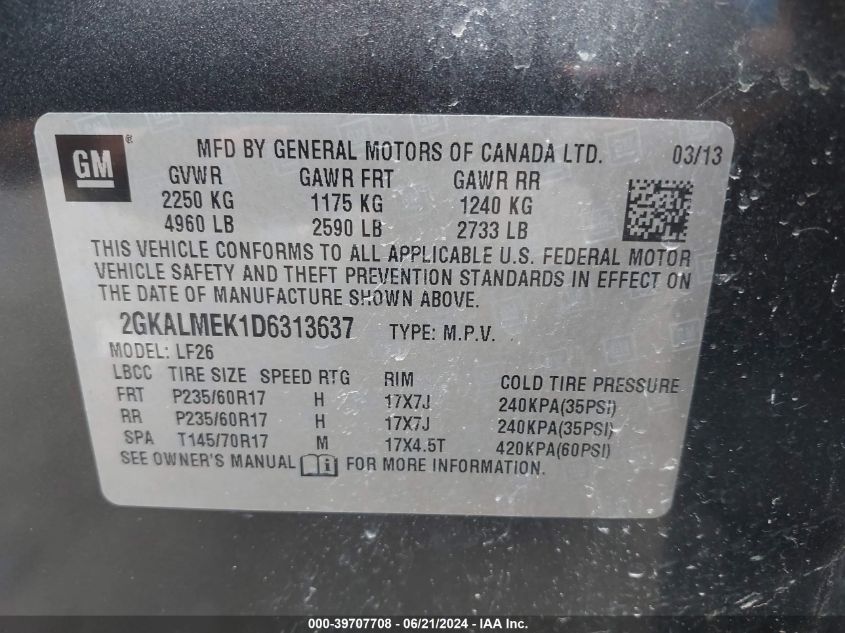 GM ® MFD BY GENERAL MOTORS OF CANADA LTD. 03/13
GVWR GAWR FRT GAWR RR
2250 KG 1175 KG 1240 KG
4960 LB 2590 LB 2733 LB
THIS VEHICLE CONFORMS TO ALL APPLICABLE U.S. FEDERAL MOTOR
VEHICLE SAFETY AND THEFT PREVENTION STANDARDS IN EFFECT ON
THE DATE OF MANUFACTURE SHOWN ABOVE.
2GKALMEK1D6313637 TYPE: M.P.V.
MODEL: LF26
LBCC TIRE SIZE SPEED RTG RIM COLD TIRE PRESSURE
FRT P235/60R17 H 17X7J 240KPA(35PSI)
RR P235/60R17 H 17X7J 240KPA(35PSI)
SPA T145/70R17 M 17X4.5T 420KPA(60PSI)
SEE OWNER'S MANUAL i FOR MORE INFORMATION.
000-39707708 - 06/21/2024 - IAAI.com